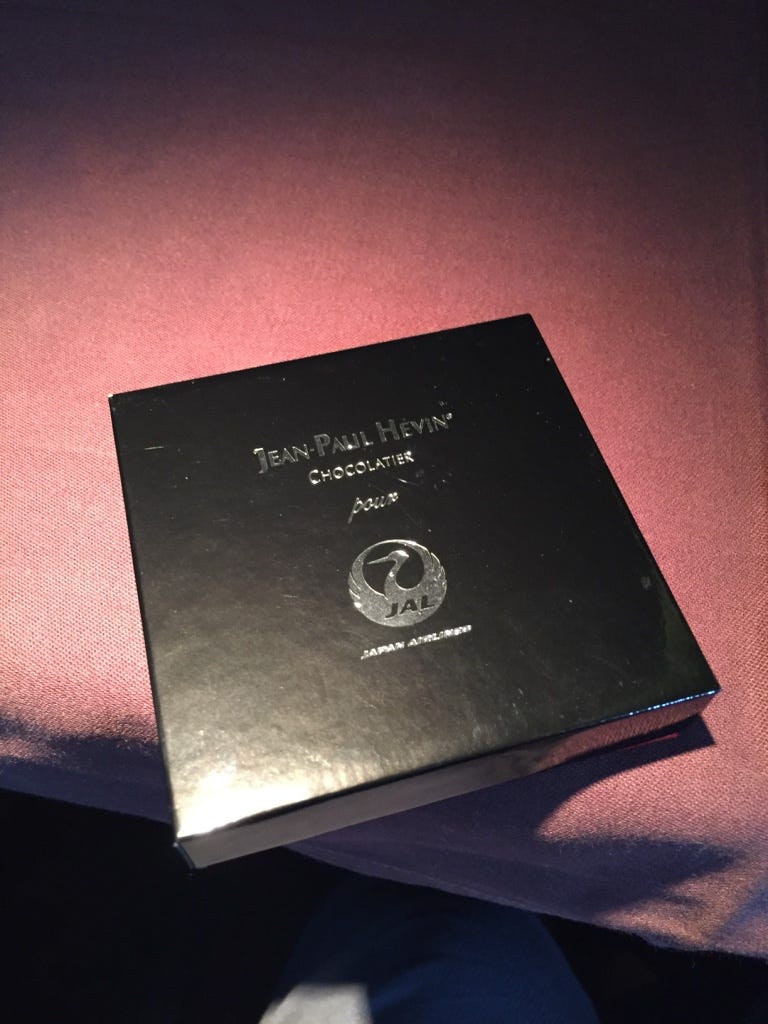 JEAN-PAUL HÉVIN®
CHOCOLATIER
pour
JAL
JAPAN AIRLINES